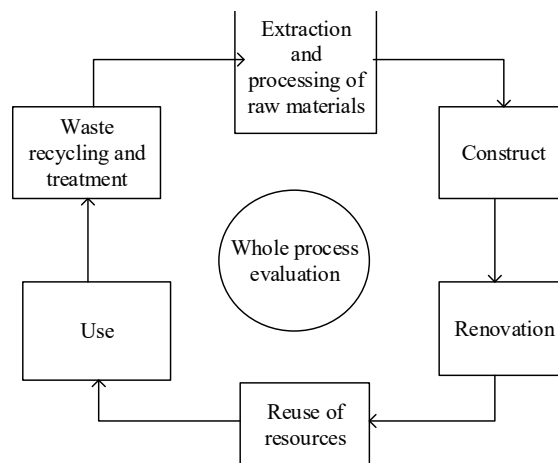 Extraction
and
processing of
raw materials
Construct
Renovation
Reuse of
resources
Use
Waste
recycling and
treatment
Whole process
evaluation